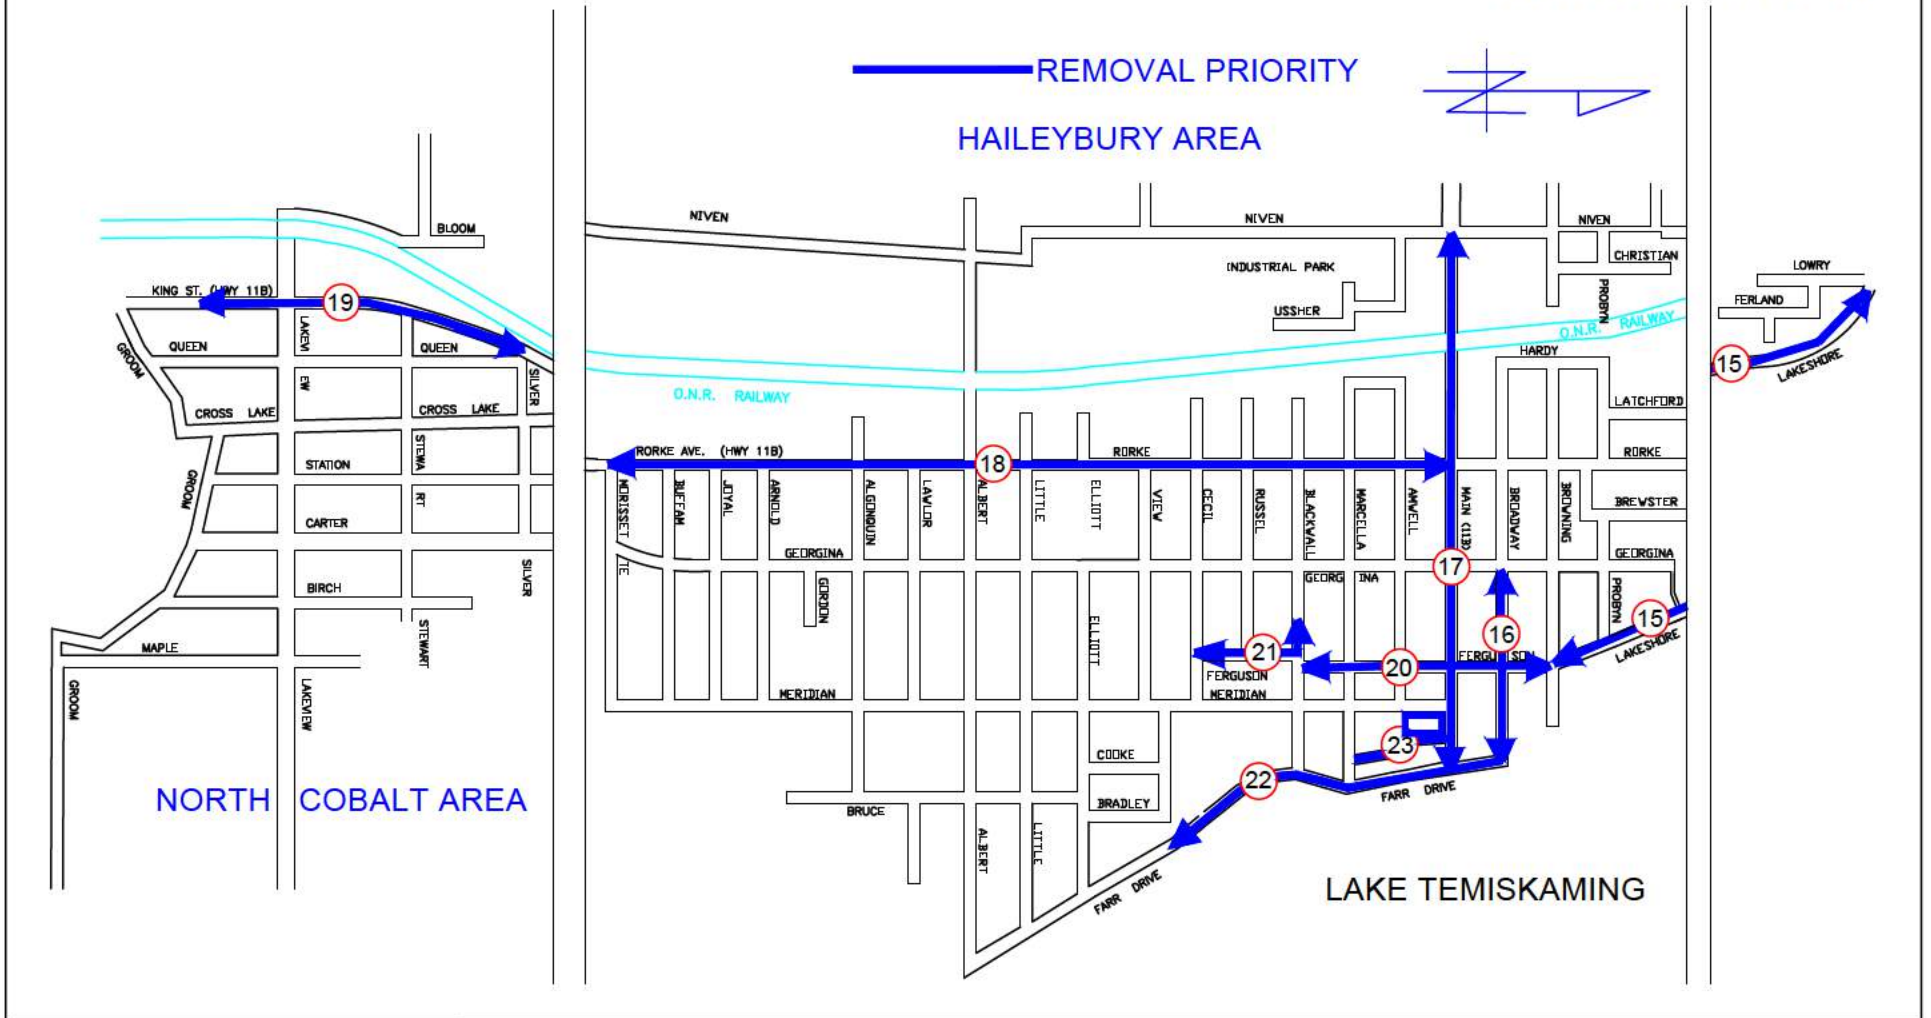 REMOVAL PRIORITY
HAILEYBURY AREA
NIVEN
NIVEN
NIVEN
BLOOM
CHRISTIAN
INDUSTRIAL PARK
LOWRY
KING ST. (HWY 11B)
19
PROBYN
FERLAND
USSHER
O.N.R. RAILWAY
LAKEVI
EW
QUEEN
QUEEN
GROOM
HARDY
15
LAKESHORE
SILVER
O.N.R. RAILWAY
CROSS LAKE
CROSS LAKE
LATCHFORD
RORKE AVE. (HWY 11B)
18
RORKE
RORKE
STATION
STEWA
RT
GROOM
MORISSET
TE
BUFFAM
JOYAL
ARNOLD
ALGONQUIN
LAWLOR
ALBERT
LITTLE
ELLIOTT
VIEW
CECIL
RUSSEL
BLACKWALL
MARCELLA
AMWELL
MAIN (11B)
BROADWAY
BROWNING
BREWSTER
CARTER
GEORGINA
GEORGINA
17
GEORG INA
SILVER
BIRCH
GORDON
PROBYN
15
LAKESHORE
16
STEWART
ELLIOTT
MAPLE
21
20
FERGUSON
FERGUSON
GROOM
LAKEVIEW
MERIDIAN
MERIDIAN
23
COOKE
22
FARR DRIVE
NORTH COBALT AREA
BRUCE
BRADLEY
ALBERT
LITTLE
FARR DRIVE
LAKE TEMISKAMING